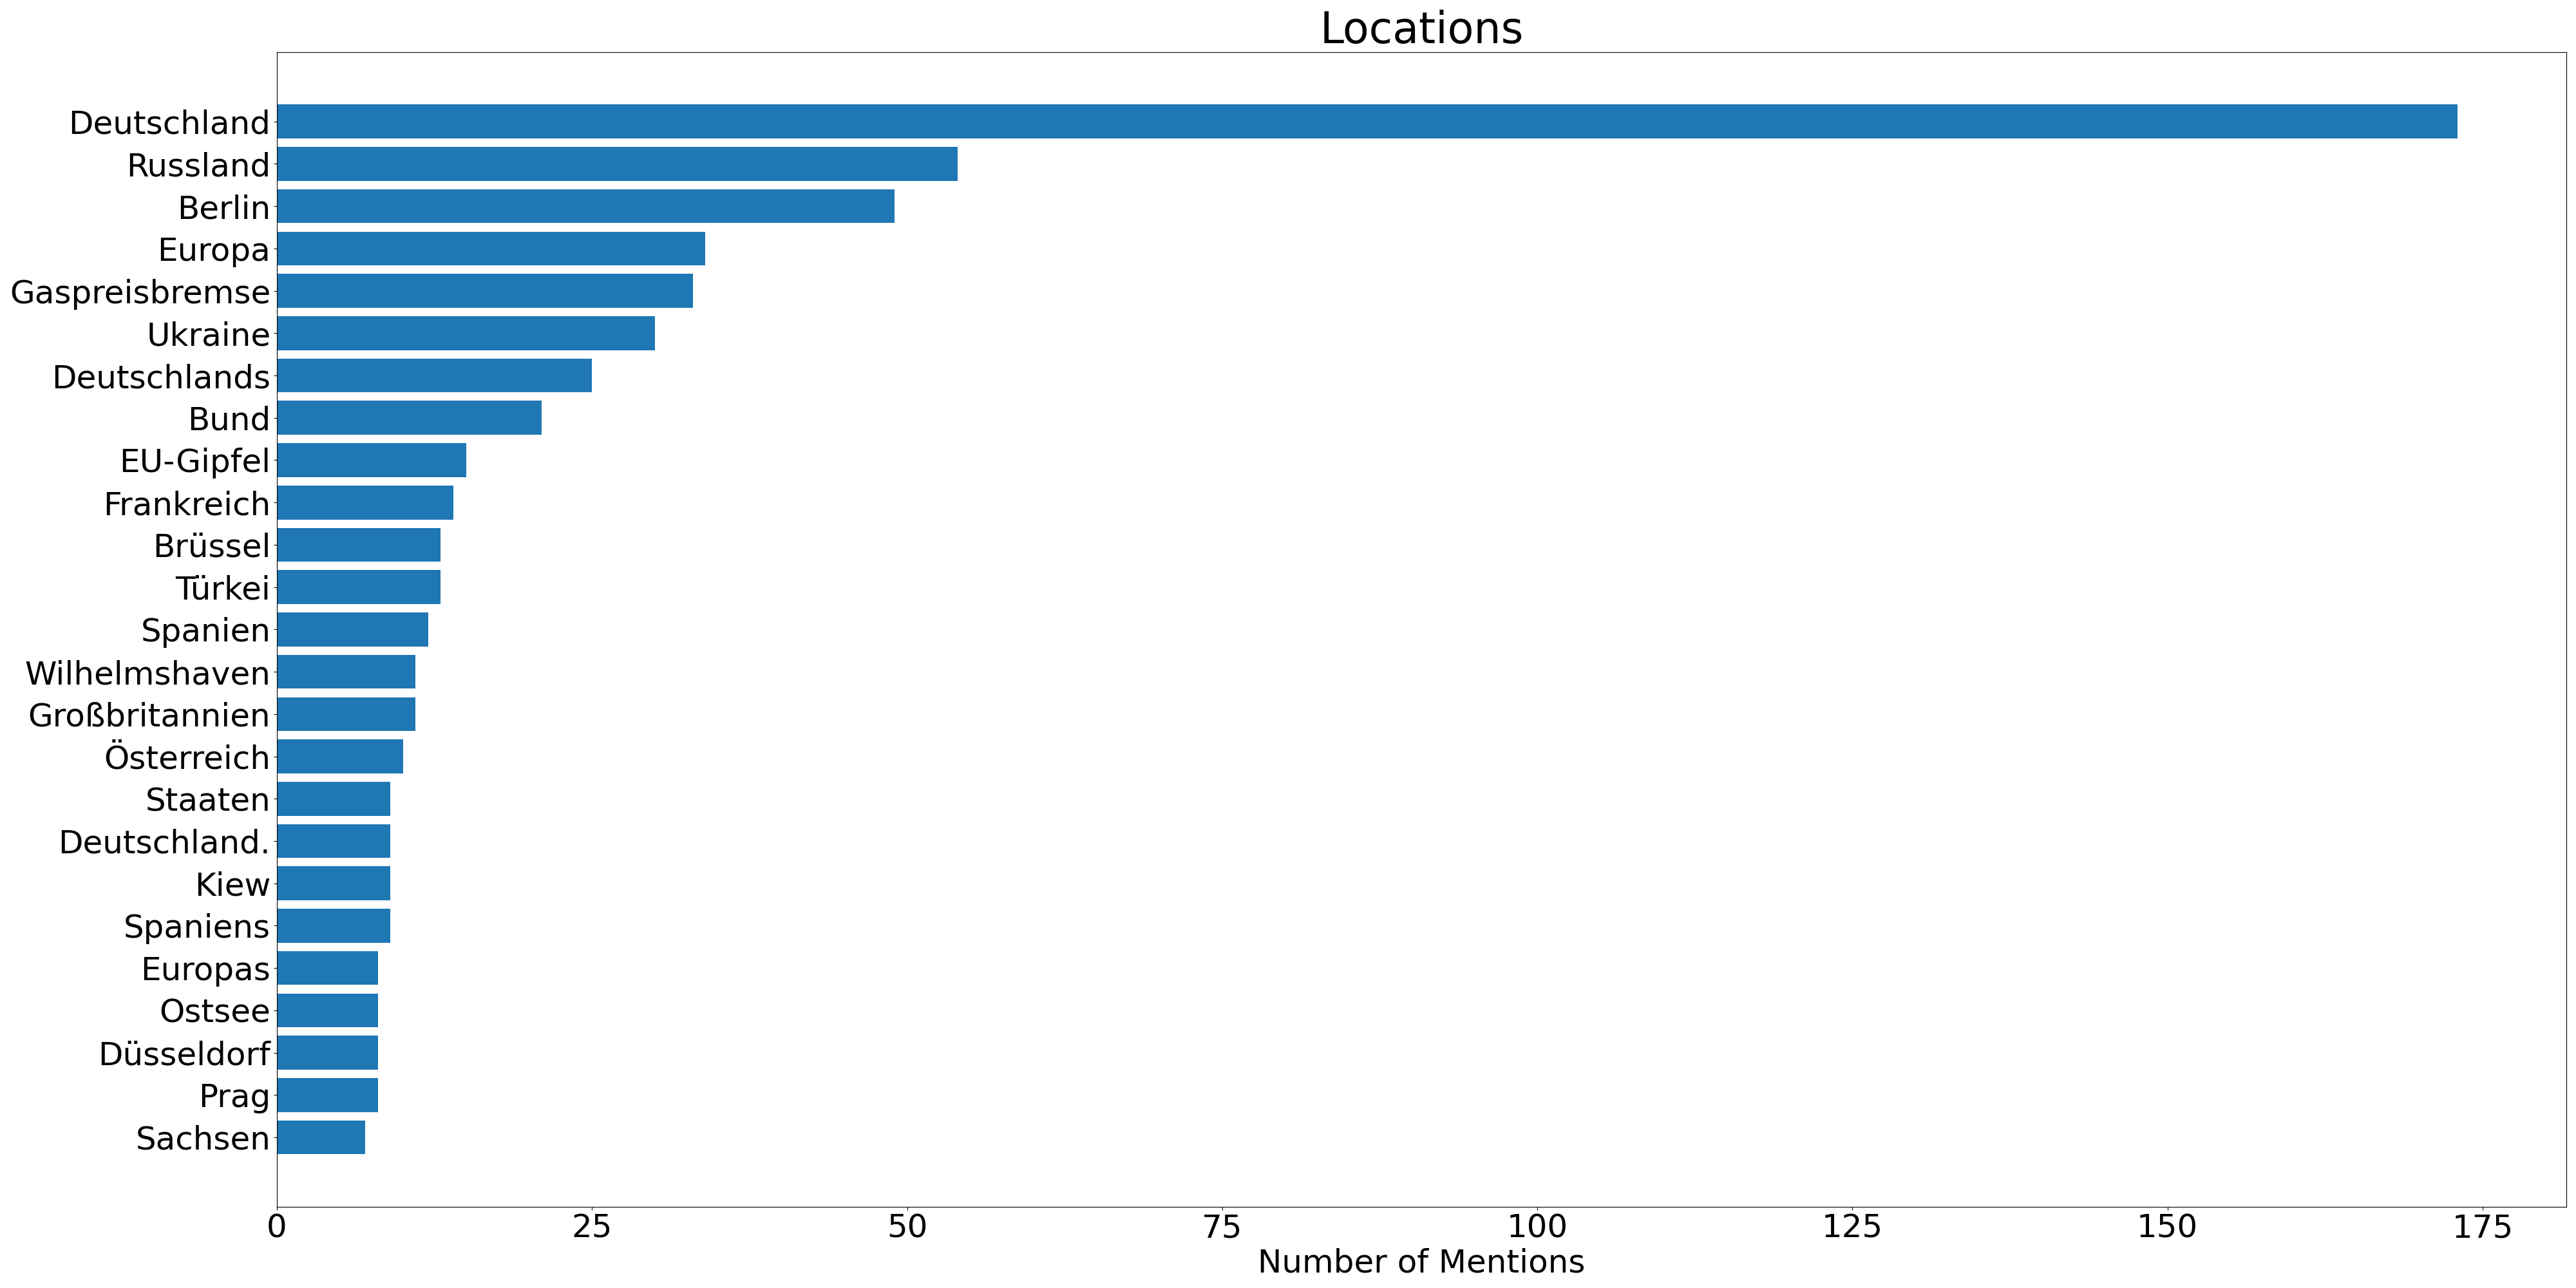 Locations
Deutschland
Russland
Berlin
Europa
Gaspreisbremse
Ukraine
Deutschlands
Bund
EU-Gipfel
Frankreich
Brüssel
Türkei
Spanien
Wilhelmshaven
Großbritannien
Österreich
Staaten
Deutschland.
Kiew
Spaniens
Europas
Ostsee
Düsseldorf
Prag
Sachsen
0 25 50 75 100 125 150 175
Number of Mentions